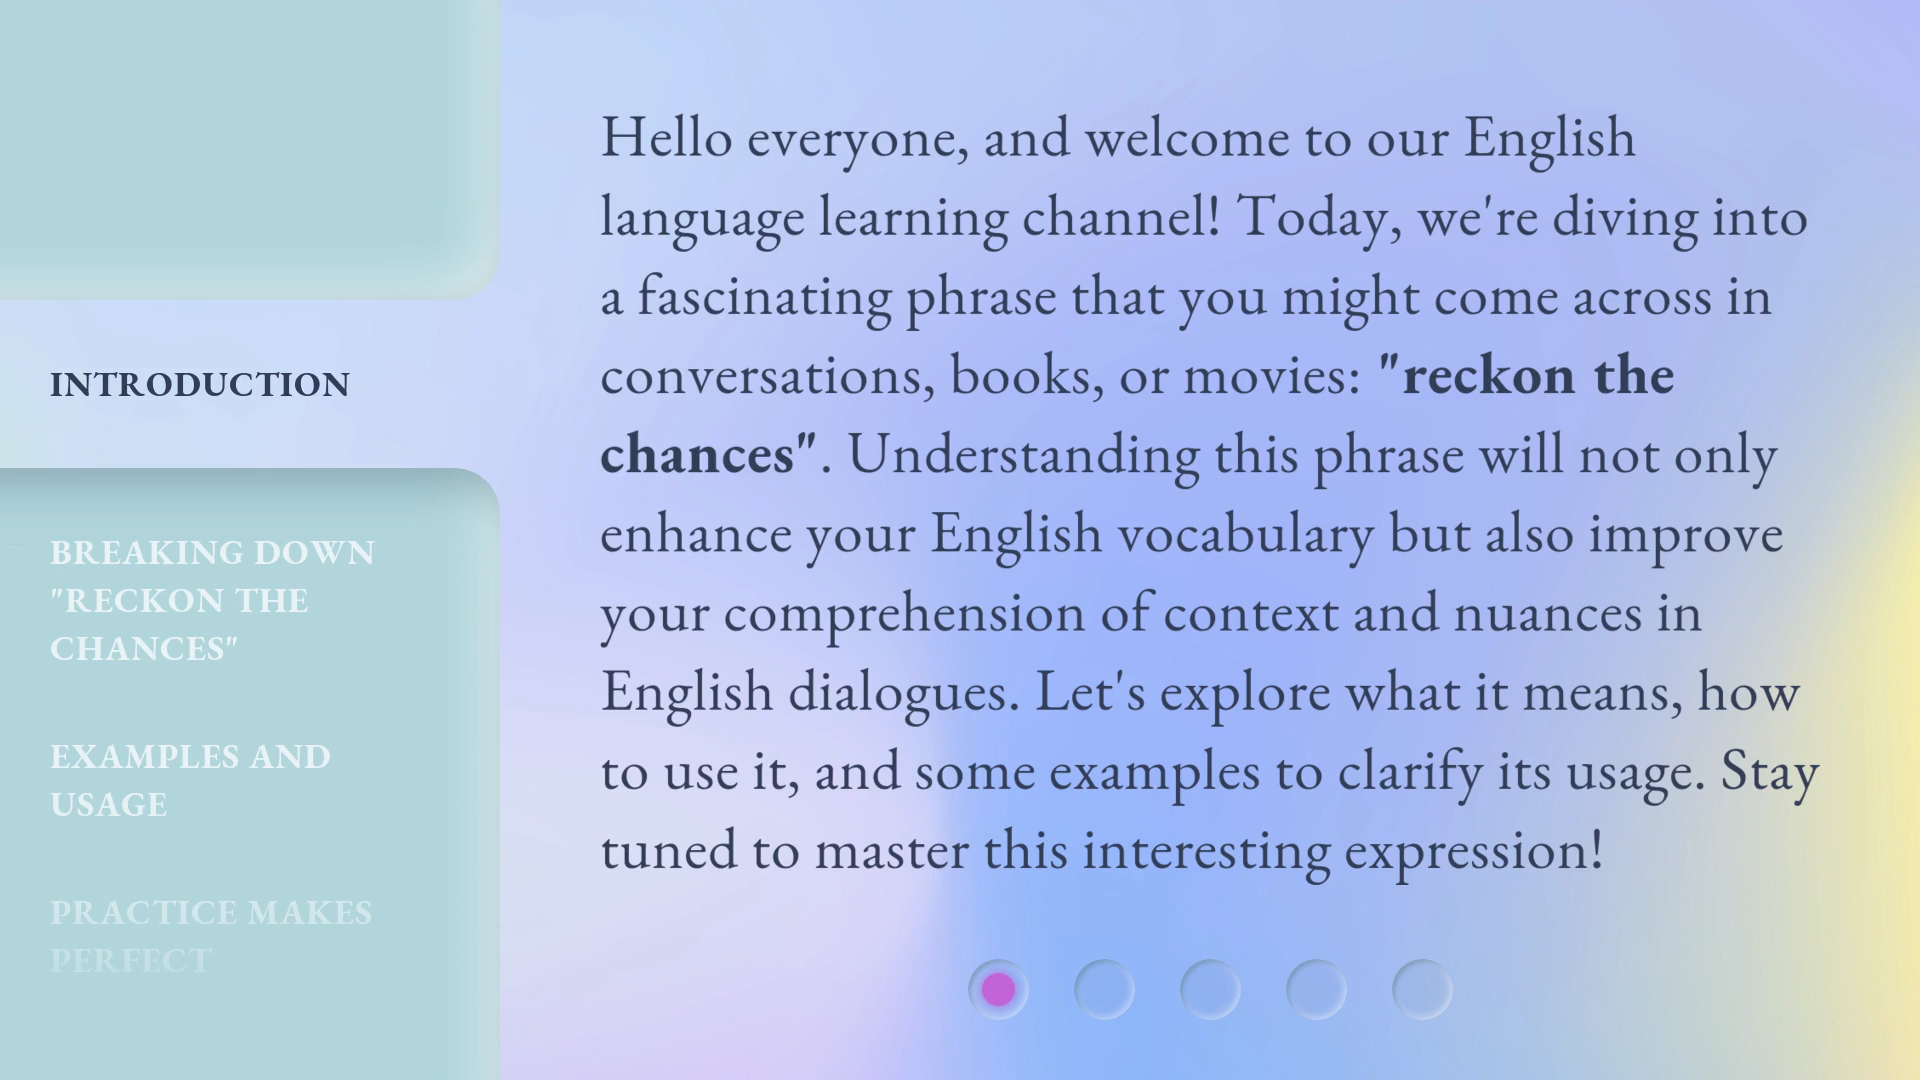 INTRODUCTION
BREAKING DOWN
"RECKON THE
CHANCES"
EXAMPLES AND
USAGE
PRACTICE MAKES
PERFECT
Hello everyone, and welcome to our English
language learning channel! Today, we're diving into
a fascinating phrase that you might come across in
conversations, books, or movies: "reckon the
chances". Understanding this phrase will not only
enhance your English vocabulary but also improve
your comprehension of context and nuances in
English dialogues. Let's explore what it means, how
to use it, and some examples to clarify its usage. Stay
tuned to master this interesting expression!